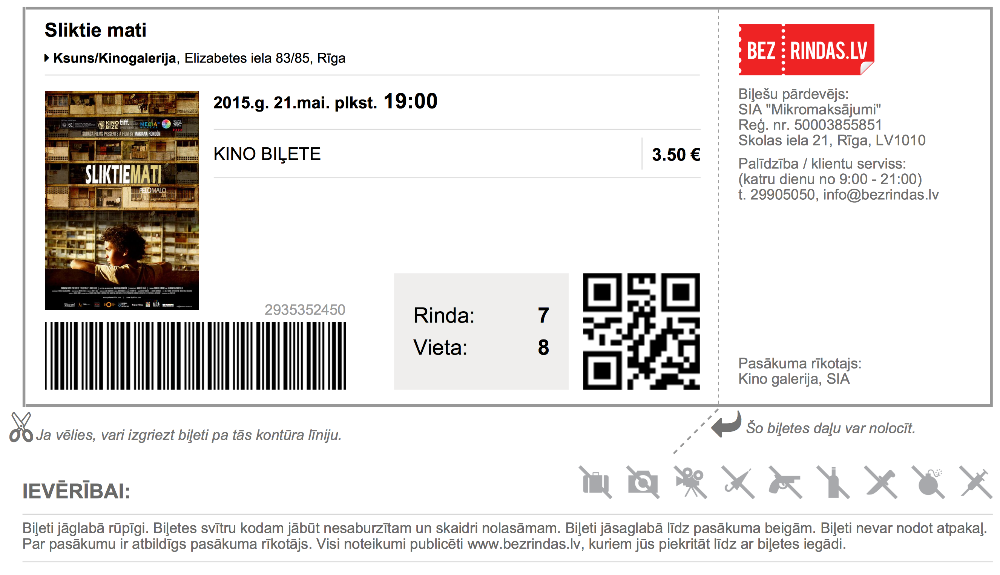 Sliktie mati
Ksuns/Kinogalerija, Elizabetes iela 83/85, Rīga
2015.g. 21.mai. plkst. 19:00
KINO BIĻETE
3.50 €
61
KINO BIZE
tiff.
MEDIA
SUDACA FILMS PRESENTS A FILM BY MARIANA RONDÓN
SLIKTIEMATI
PELO MALO
2935352450
Rinda: 7
Vieta: 8
BEZ RINDAS.LV
Biļešu pārdevējs:
SIA "Mikromaksājumi"
Reģ. nr. 50003855851
Skolas iela 21, Rīga, LV1010
Palīdzība / klientu serviss:
(katru dienu no 9:00 - 21:00)
t. 29905050, info@bezrindas.lv
Pasākuma rīkotajs:
Kino galerija, SIA
Ja vēlies, vari izgriezt biļeti pa tās kontūra līniju.
Šo biļetes daļu var nolocīt.
IEVĒRĪBAI:
Biļeti jāglabā rūpīgi. Biļetes svītru kodam jābūt nesaburzītam un skaidri nolasāmam. Biļeti jāsaglabā līdz pasākuma beigām. Biļeti nevar nodot atpakaļ.
Par pasākumu ir atbildīgs pasākuma rīkotājs. Visi noteikumi publicēti www.bezrindas.lv, kuriem jūs piekritāt līdz ar biļetes iegādi.